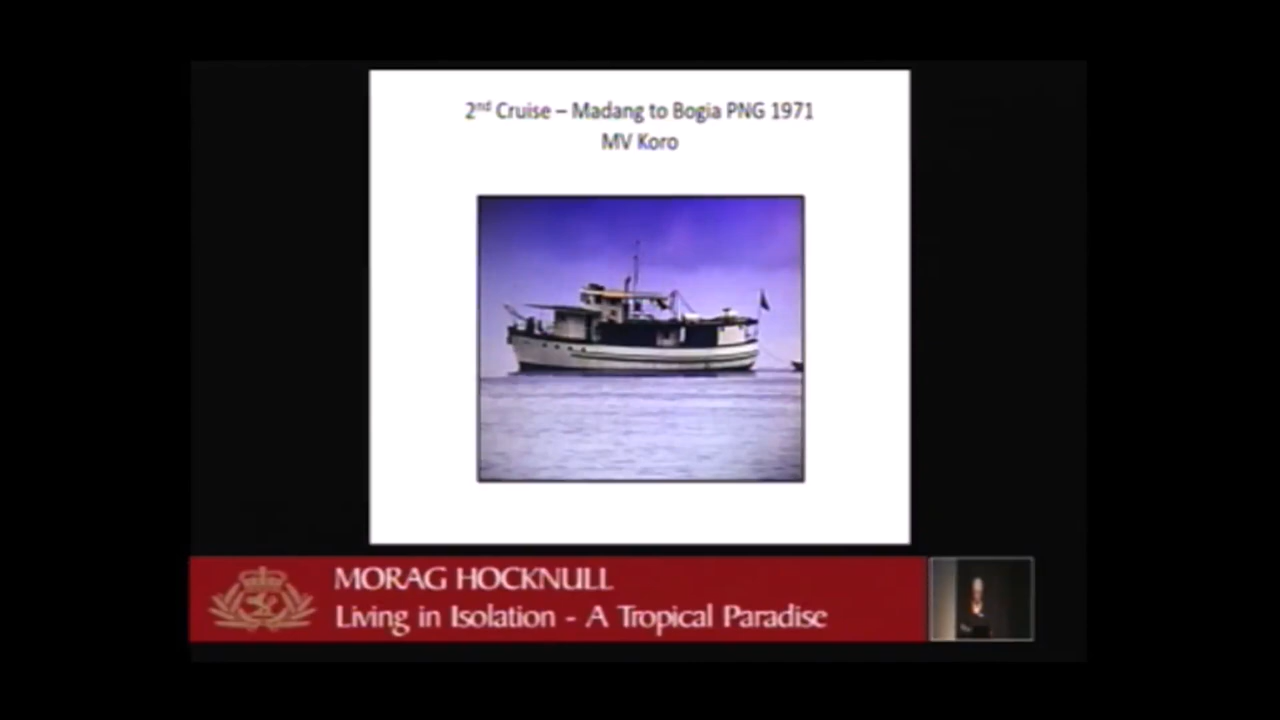 2nd Cruise – Madang to Bogia PNG 1971
MV Koro
MORAG HOCKNULL
Living in Isolation - A Tropical Paradise